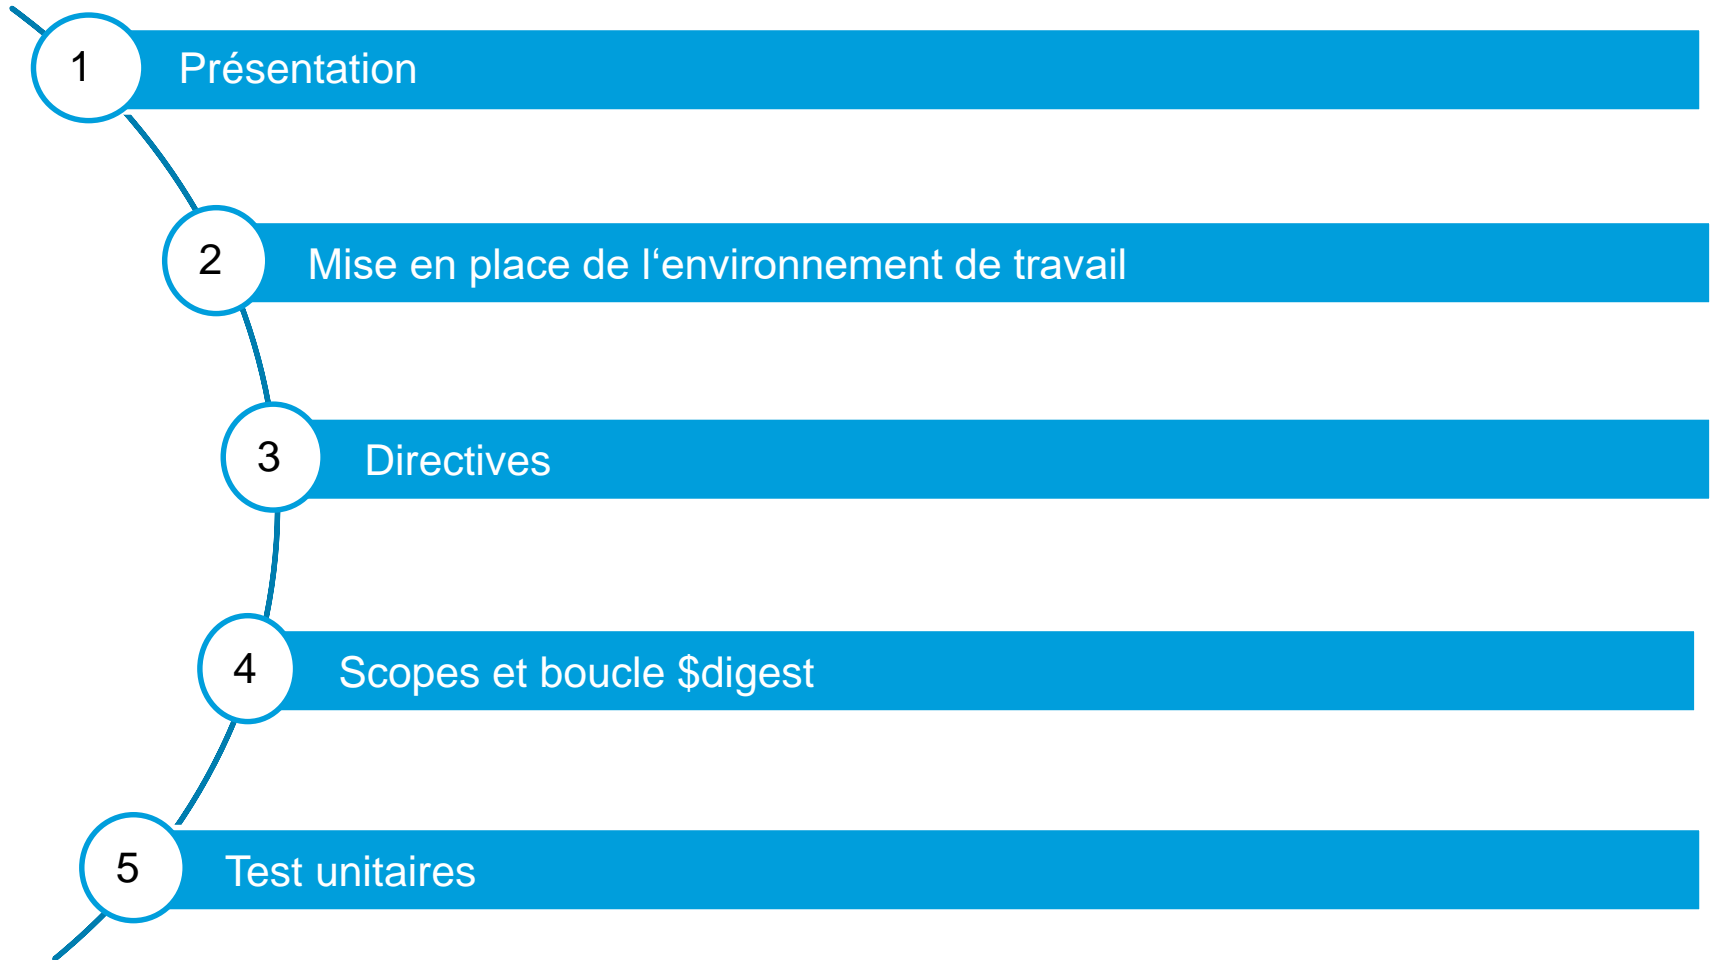 1 Présentation
2 Mise en place de l‘environnement de travail
3 Directives
4 Scopes et boucle $digest
5 Test unitaires